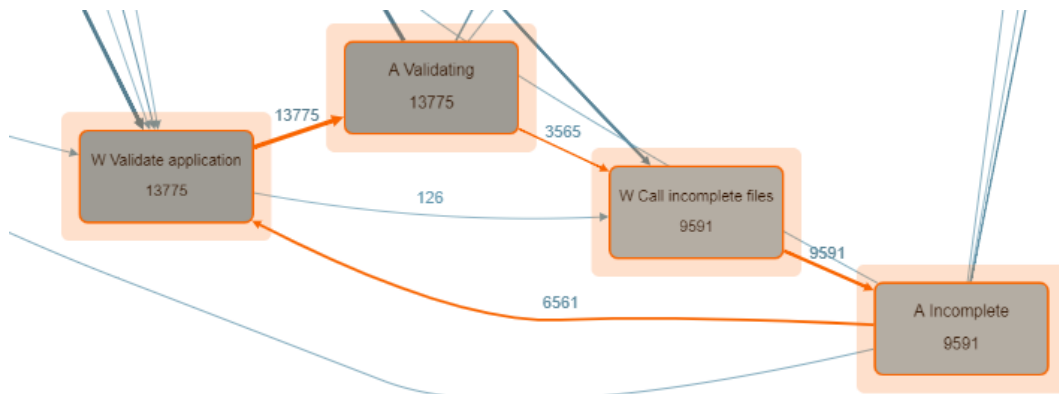 A Validating
13775
13775
3565
W Validate application
13775
W Call incomplete files
9591
126
9591
6561
A Incomplete
9591